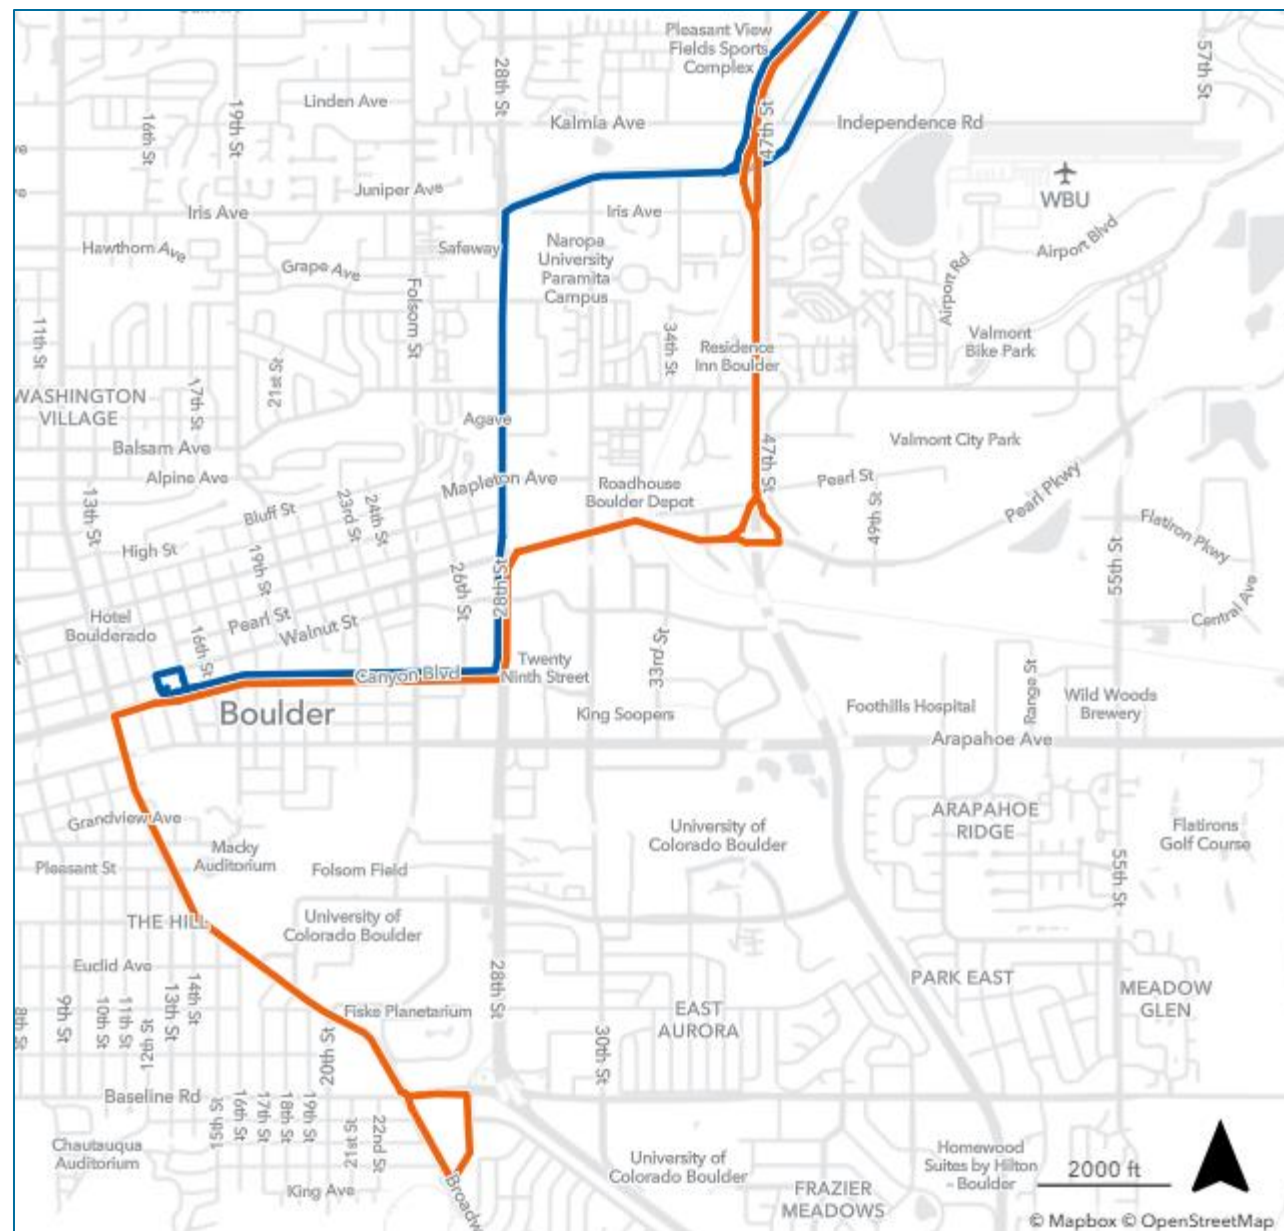 Pleasant View
Fields Sports
Complex
28th St
57th St
Linden Ave
19th St
16th St
Kalmia Ave
47th St
Independence Rd
WBU
Juniper Ave
Iris Ave
Iris Ave
Hawthorn Ave
Safeway
Naropa
University
Paramita
Campus
Airport Blvd
Grape Ave
Folsom St
Airport Rd
11th St
34th St
Residence
Inn Boulder
Valmont
Bike Park
21st St
17th St
WASHINGTON
VILLAGE
Agave
Balsam Ave
Valmont City Park
47th St
Alpine Ave
Mapleton Ave
Roadhouse
Boulder Depot
Pearl St
Pearl Pkwy
13th St
Bluff St
23rd St
24th St
49th St
Flatiron Pkwy
High St
19th St
26th St
28th St
55th St
Central Ave
Hotel
Boulderado
Pearl St
Walnut St
16th St
33rd St
Canyon Blvd
Twenty
Ninth Street
Range St
Wild Woods
Brewery
Boulder
King Soopers
Foothills Hospital
Arapahoe Ave
Grandview Ave
University of
Colorado Boulder
ARAPAHOE
RIDGE
Flatirons
Golf Course
Macky
Auditorium
Pleasant St
Folsom Field
55th St
THE HILL
University of
Colorado Boulder
Euclid Ave
28th St
PARK EAST
MEADOW
GLEN
8th St
9th St
10th St
11th St
12th St
13th St
14th St
Fiske Planetarium
EAST
AURORA
20th St
30th St
Baseline Rd
15th St
16th St
17th St
18th St
19th St
21st St
22nd St
Chautauqua
Auditorium
King Ave
Broadw
University of
Colorado Boulder
Homewood
Suites by Hilton
- Boulder
FRAZIER
MEADOWS
2000 ft
© Mapbox © OpenStreetMap